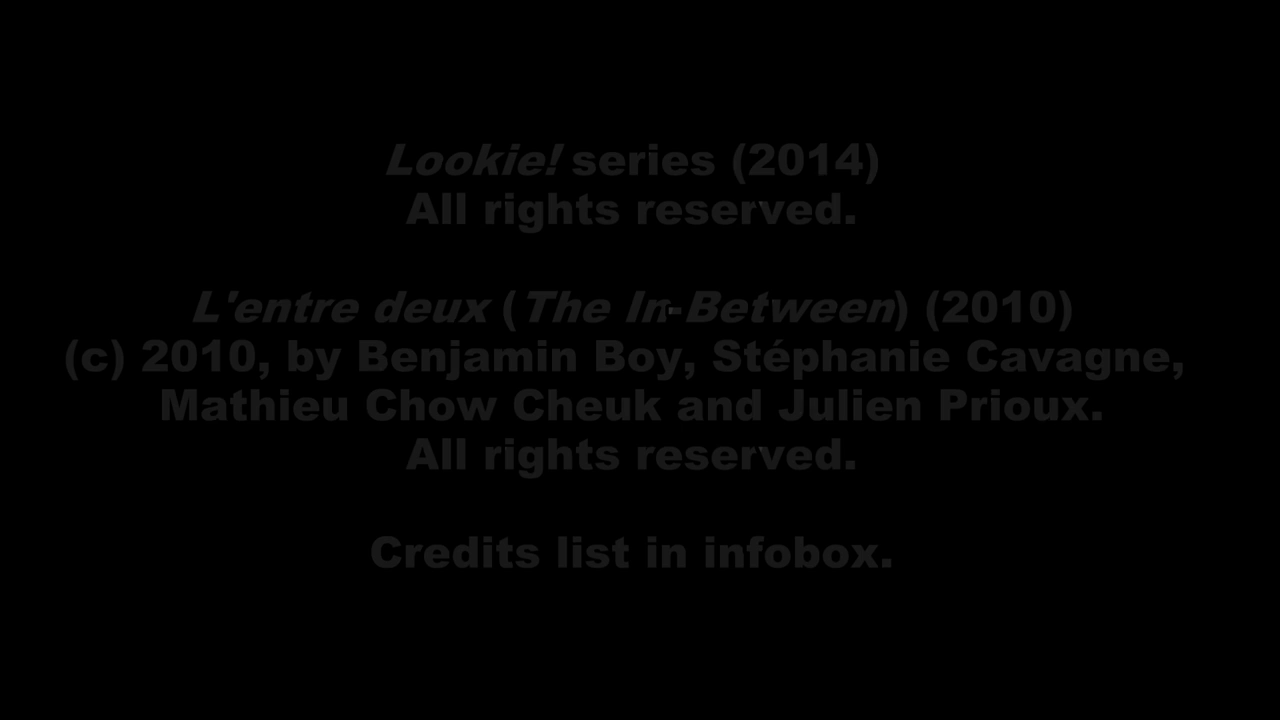 Lookie! series (2014)
All rights reserved.
L'entre deux (The In-Between) (2010)
(c) 2010, by Benjamin Boy, Stéphanie Cavagne,
Mathieu Chow Cheuk and Julien Prioux.
All rights reserved.
Credits list in infobox.